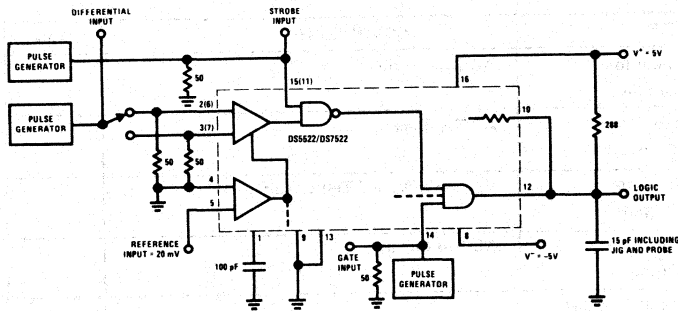 DIFFERENTIAL
INPUT
STROBE
INPUT
PULSE
GENERATOR
50
15(11)
16
V+ = 5V
PULSE
GENERATOR
2(6)
3(7)
DS5522/DS7522
10
288
50
50
4
5
12
LOGIC
OUTPUT
REFERENCE
INPUT = 20 mV
1
9
13
14
8
GATE
INPUT
100 pF
50
PULSE
GENERATOR
V- = -5V
15 pF INCLUDING
JIG AND PROBE